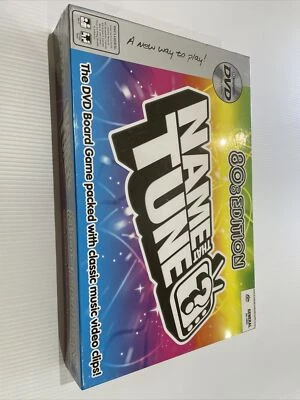 A new way to play!
DVD
80s EDITION
NAME THAT
TUNE
The DVD Board Game packed with classic music video clips!
GENERAL